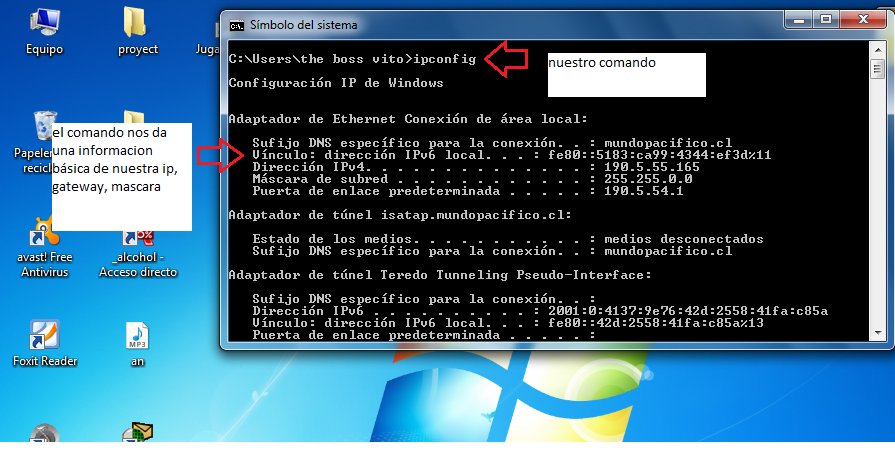 Símbolo del sistema
Equipo
proyect
Juga
C:\Users\the boss vito>ipconfig
nuestro comando
Configuración IP de Windows
Adaptador de Ethernet Conexión de área local:
el comando nos da
una informacion
básica de nuestra ip,
gateway, mascara
Papeler
recicl
Sufijo DNS específico para la conexión. . : mundopacifico.cl
Vínculo: dirección IPv6 local. . . : fe80::5183:ca99:4344:ef3d%11
Dirección IPv4. . . . . . . . . . . . . . : 190.5.55.165
Máscara de subred . . . . . . . . . . . . : 255.255.0.0
Puerta de enlace predeterminada . . . . . : 190.5.54.1
Adaptador de túnel isatap.mundopacifico.cl:
Estado de los medios. . . . . . . . . . . : medios desconectados
Sufijo DNS específico para la conexión. . : mundopacifico.cl
Adaptador de túnel Teredo Tunneling Pseudo-Interface:
Sufijo DNS específico para la conexión. . :
Dirección IPv6 . . . . . . . . . . : 2001:0:4137:9e76:42d:2558:41fa:c85a
Vínculo: dirección IPv6 local. . . : fe80::42d:2558:41fa:c85a%13
Puerta de enlace predeterminada . . . . . :
avast! Free
Antivirus
_alcohol -
Acceso directo
Foxit Reader
MP3
an